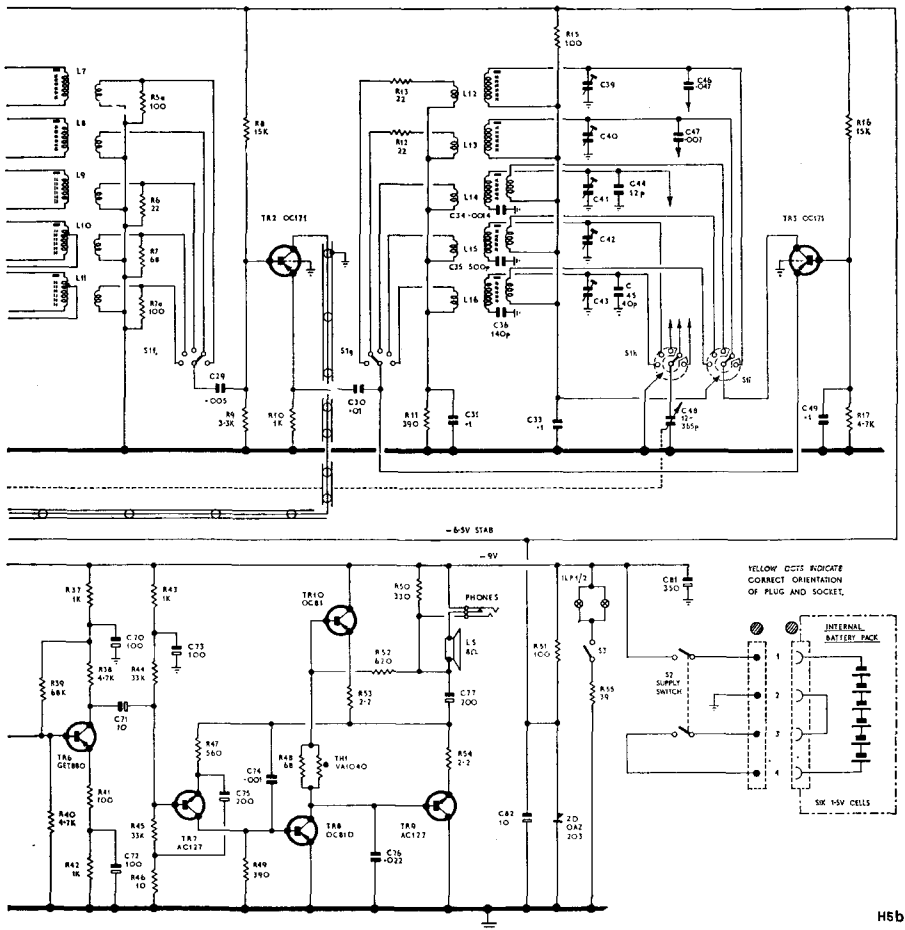 L7
R5a
100
L8
L9
R6
22
L10
R7
68
L11
R7a
100
S1f
C29
·005
R8
15K
R9
3·3K
R10
1K
TR2 OC171
C30
·01
S1g
R13
22
R12
22
R11
390
C31
·1
L12
L13
L14
C34 ·0014
L15
C35 500p
L16
C36
140p
R15
100
C33
·1
C39
C40
C41
C44
12p
C42
C43
C
45
40p
C46
·047
C47
·007
S1h
S1i
C48
12–
365p
TR3 OC171
R16
15K
C49
·1
R17
4·7K
–6·5V STAB
–9V
R37
1K
C70
100
R38
4·7K
R39
68K
C71
10
TR6
GET880
R40
4·7K
R41
100
R42
1K
C72
100
R43
1K
C73
100
R44
33K
R45
33K
R46
10
R47
560
TR7
AC127
C75
200
C74
·001
R49
390
R48
68
TH1
VA1040
TR8
OC81D
TR10
OC81
R52
620
R53
2·2
C76
·022
TR9
AC127
R50
330
PHONES
LS
8Ω
C77
200
R54
2·2
C82
10
R51
100
ZD
OAZ
203
ILP1/2
S3
R55
39
C81
350
S2
SUPPLY
SWITCH
YELLOW DOTS INDICATE
CORRECT ORIENTATION
OF PLUG AND SOCKET.
INTERNAL
BATTERY PACK
1
2
3
4
SIX 1·5V CELLS
H6b